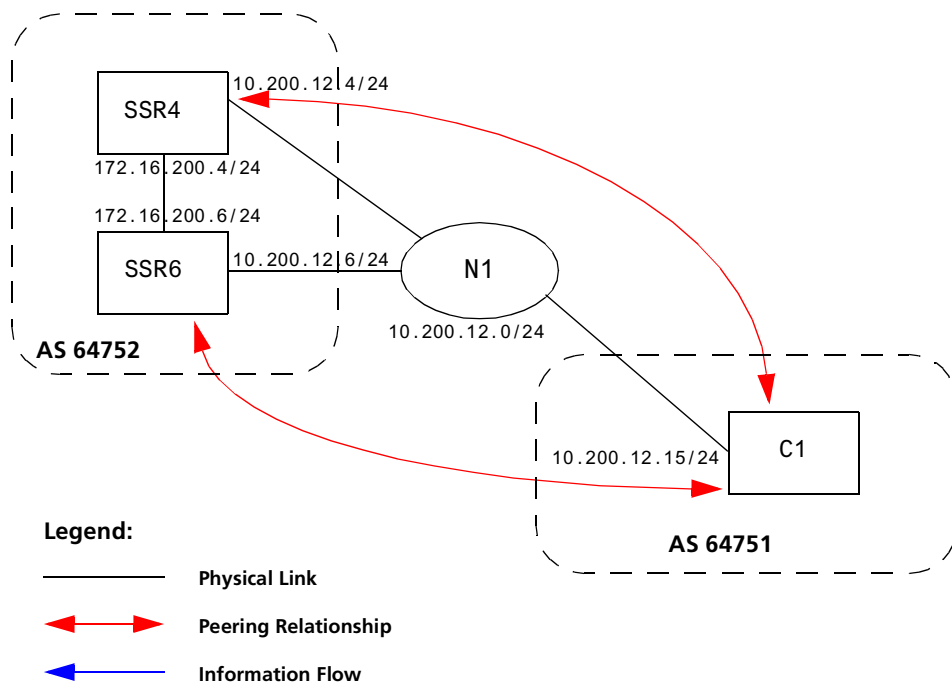 10.200.12.4/24
SSR4
172.16.200.4/24
172.16.200.6/24
SSR6
10.200.12.6/24
N1
10.200.12.0/24
AS 64752
10.200.12.15/24
C1
AS 64751
Legend:
Physical Link
Peering Relationship
Information Flow